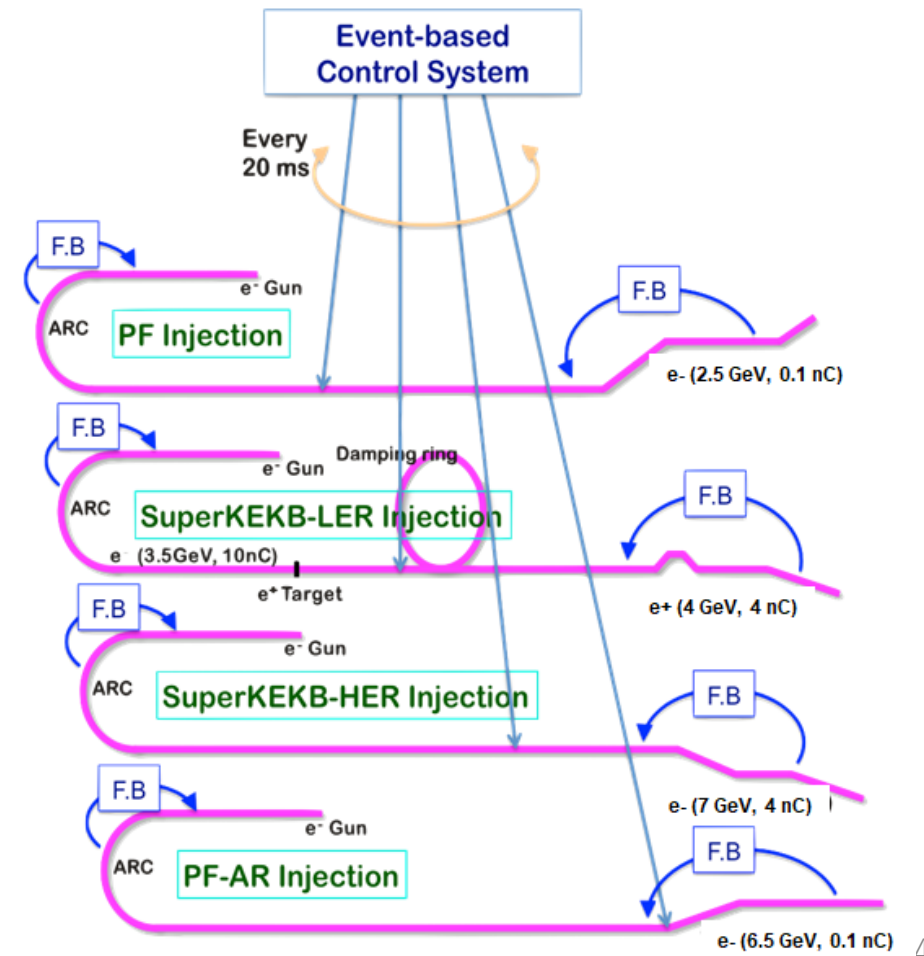 Event-based
Control System
Every
20 ms
F.B
e- Gun
ARC
PF Injection
F.B
e- (2.5 GeV, 0.1 nC)
F.B
e- Gun
Damping ring
ARC
SuperKEKB-LER Injection
F.B
e (3.5GeV, 10nC)
e+ Target
e+ (4 GeV, 4 nC)
F.B
e- Gun
ARC
SuperKEKB-HER Injection
F.B
e- (7 GeV, 4 nC) )
F.B
e- Gun
ARC
PF-AR Injection
F.B
e- (6.5 GeV, 0.1 nC)